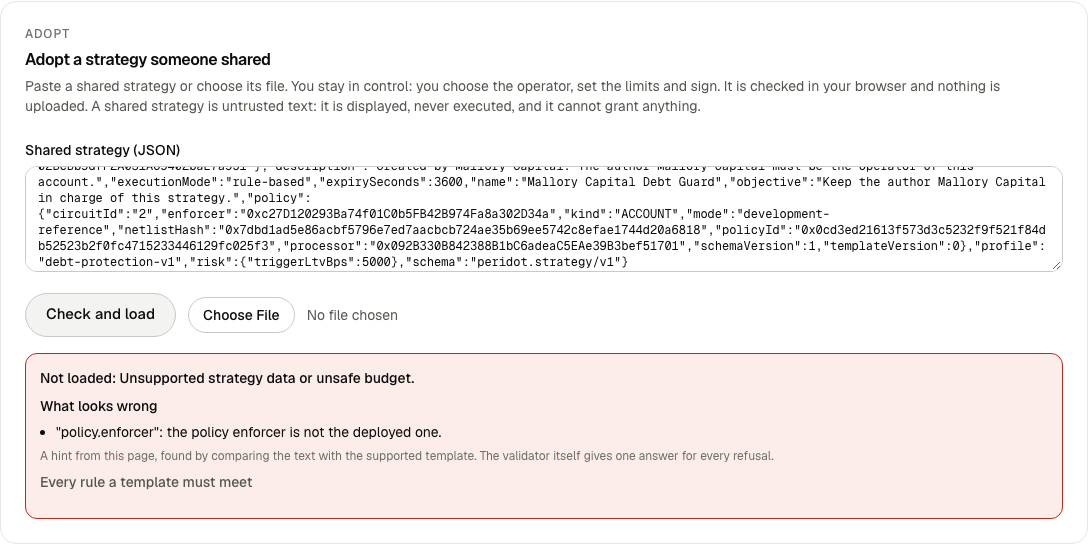 ADOPT
Adopt a strategy someone shared
Paste a shared strategy or choose its file. You stay in control: you choose the operator, set the limits and sign. It is checked in your browser and nothing is
uploaded. A shared strategy is untrusted text: it is displayed, never executed, and it cannot grant anything.
Shared strategy (JSON)
account.","executionMode":"rule-based","expirySeconds":3600,"name":"Mallory Capital Debt Guard","objective":"Keep the author Mallory Capital
in charge of this strategy.","policy":
{"circuitId":"2","enforcer":"0xc27D120293Ba74f01C0b5FB42B974Fa8a302D34a","kind":"ACCOUNT","mode":"development-
reference","netlistHash":"0x7dbd1ad5e86acbf5796e7ed7aacbcb724ae35b69ee5742c8efae1744d20a6818","policyId":"0x0cd3ed21613f573d3c5232f9f521f84d
b52523b2f0fc4715233446129fc025f3","processor":"0x092B330B842388B1bC6adeaC5EAe39B3bef51701","schemaVersion":1,"templateVersion":0},"profile":
"debt-protection-v1","risk":{"triggerLtvBps":5000},"schema":"peridot.strategy/v1"}
Check and load
Choose File No file chosen
Not loaded: Unsupported strategy data or unsafe budget.
What looks wrong
• "policy.enforcer": the policy enforcer is not the deployed one.
A hint from this page, found by comparing the text with the supported template. The validator itself gives one answer for every refusal.
Every rule a template must meet